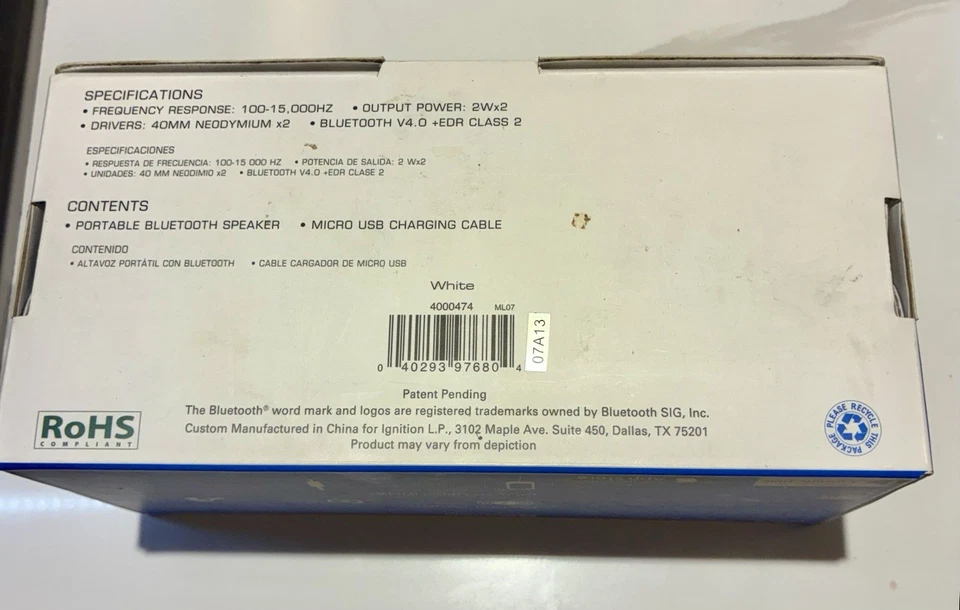 SPECIFICATIONS
• FREQUENCY RESPONSE: 100-15,000HZ • OUTPUT POWER: 2Wx2
• DRIVERS: 40MM NEODYMIUM x2 • BLUETOOTH V4.0 +EDR CLASS 2
ESPECIFICACIONES
• RESPUESTA DE FRECUENCIA: 100-15 000 HZ • POTENCIA DE SALIDA: 2 Wx2
• UNIDADES: 40 MM NEODIMIO x2 • BLUETOOTH V4.0 +EDR CLASE 2
CONTENTS
• PORTABLE BLUETOOTH SPEAKER • MICRO USB CHARGING CABLE
CONTENIDO
• ALTAVOZ PORTÁTIL CON BLUETOOTH • CABLE CARGADOR DE MICRO USB
White
4000474 ML07
07A13
0 40293 97680 4
Patent Pending
The Bluetooth® word mark and logos are registered trademarks owned by Bluetooth SIG, Inc.
Custom Manufactured in China for Ignition L.P., 3102 Maple Ave. Suite 450, Dallas, TX 75201
Product may vary from depiction
RoHS
COMPLIANT
PLEASE RECYCLE THIS PACKAGE